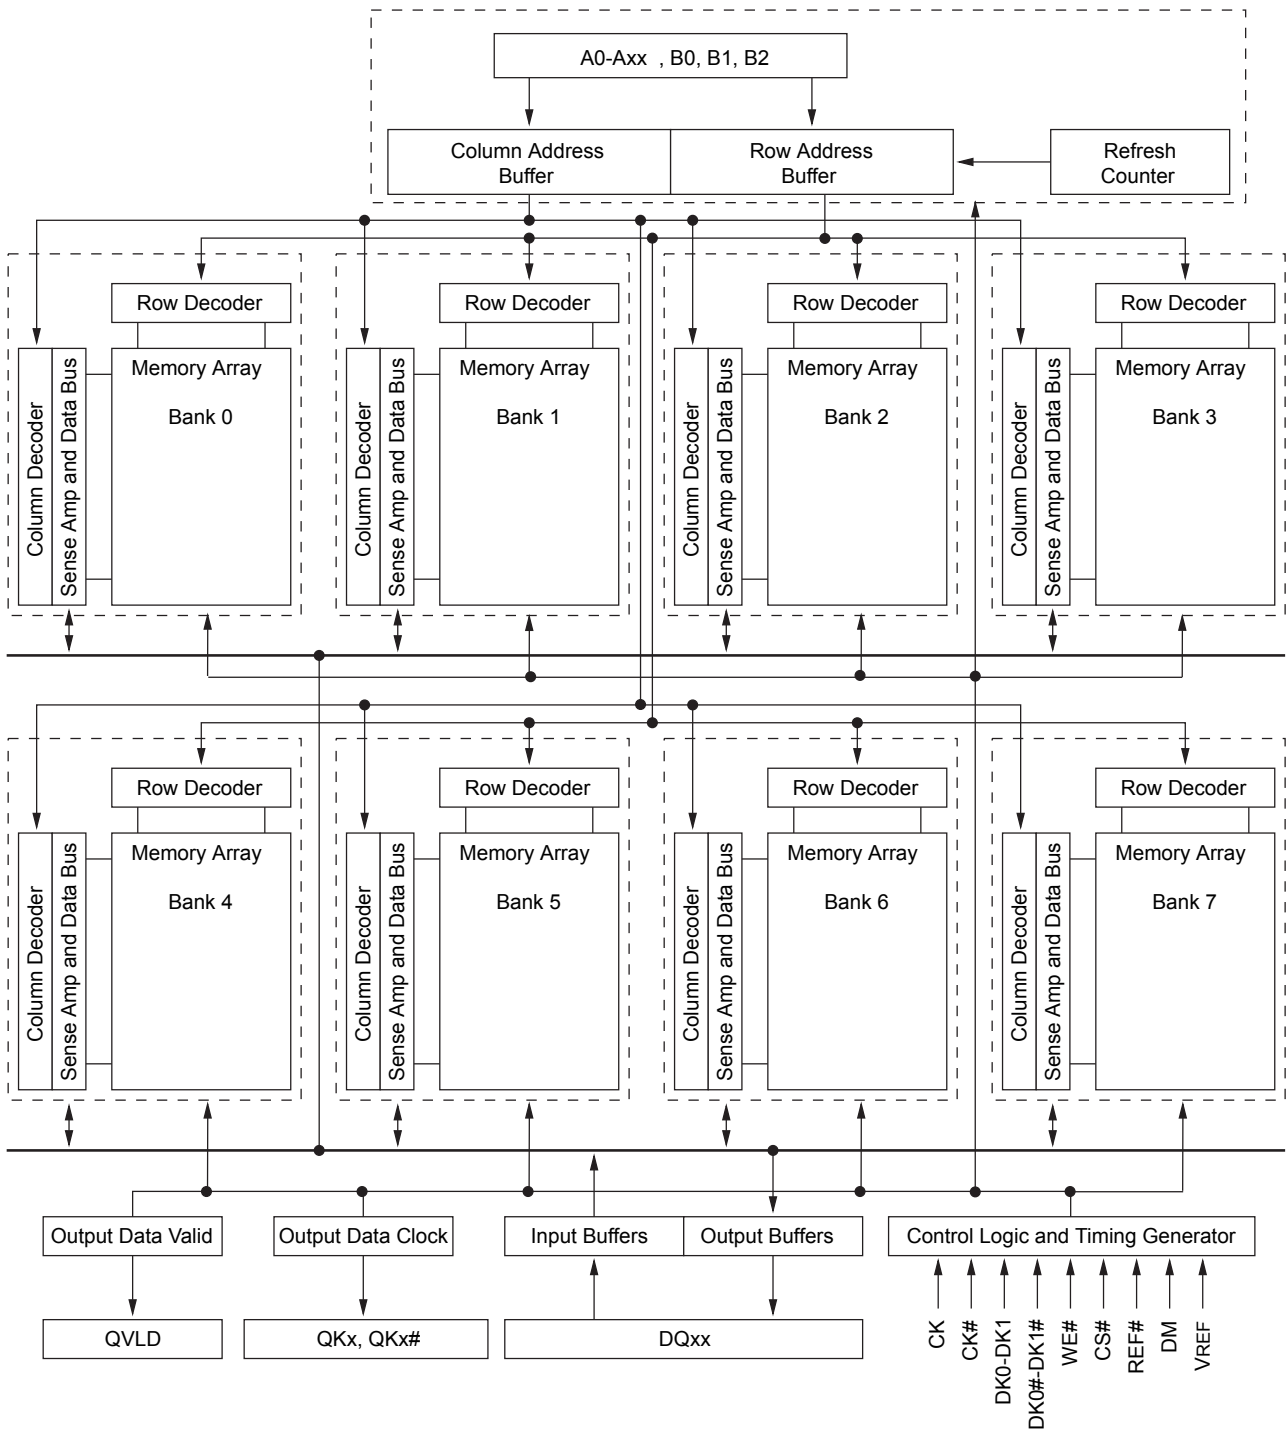 A0-Axx , B0, B1, B2
Column Address
Buffer
Row Address
Buffer
Refresh
Counter
Row Decoder
Column Decoder
Sense Amp and Data Bus
Memory Array
Bank 0
Row Decoder
Column Decoder
Sense Amp and Data Bus
Memory Array
Bank 1
Row Decoder
Column Decoder
Sense Amp and Data Bus
Memory Array
Bank 2
Row Decoder
Column Decoder
Sense Amp and Data Bus
Memory Array
Bank 3
Row Decoder
Column Decoder
Sense Amp and Data Bus
Memory Array
Bank 4
Row Decoder
Column Decoder
Sense Amp and Data Bus
Memory Array
Bank 5
Row Decoder
Column Decoder
Sense Amp and Data Bus
Memory Array
Bank 6
Row Decoder
Column Decoder
Sense Amp and Data Bus
Memory Array
Bank 7
Output Data Valid
Output Data Clock
Input Buffers
Output Buffers
Control Logic and Timing Generator
QVLD
QKx, QKx#
DQxx
CK
CK#
DK0-DK1
DK0#-DK1#
WE#
CS#
REF#
DM
VREF